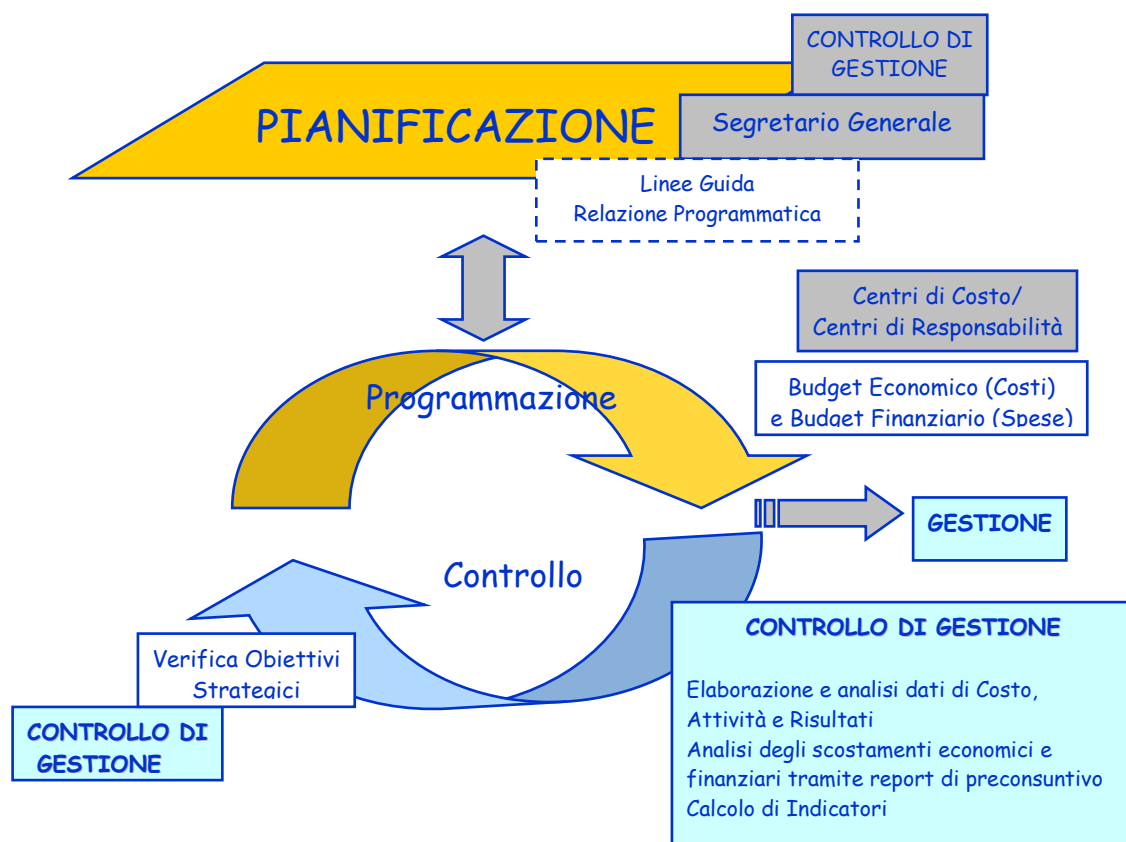 CONTROLLO DI
GESTIONE
PIANIFICAZIONE
Segretario Generale
Linee Guida
Relazione Programmatica
Centri di Costo/
Centri di Responsabilità
Programmazione
Budget Economico (Costi)
e Budget Finanziario (Spese)
GESTIONE
Controllo
CONTROLLO DI GESTIONE
Elaborazione e analisi dati di Costo,
Attività e Risultati
Analisi degli scostamenti economici e
finanziari tramite report di preconsuntivo
Calcolo di Indicatori
Verifica Obiettivi
Strategici
CONTROLLO DI
GESTIONE